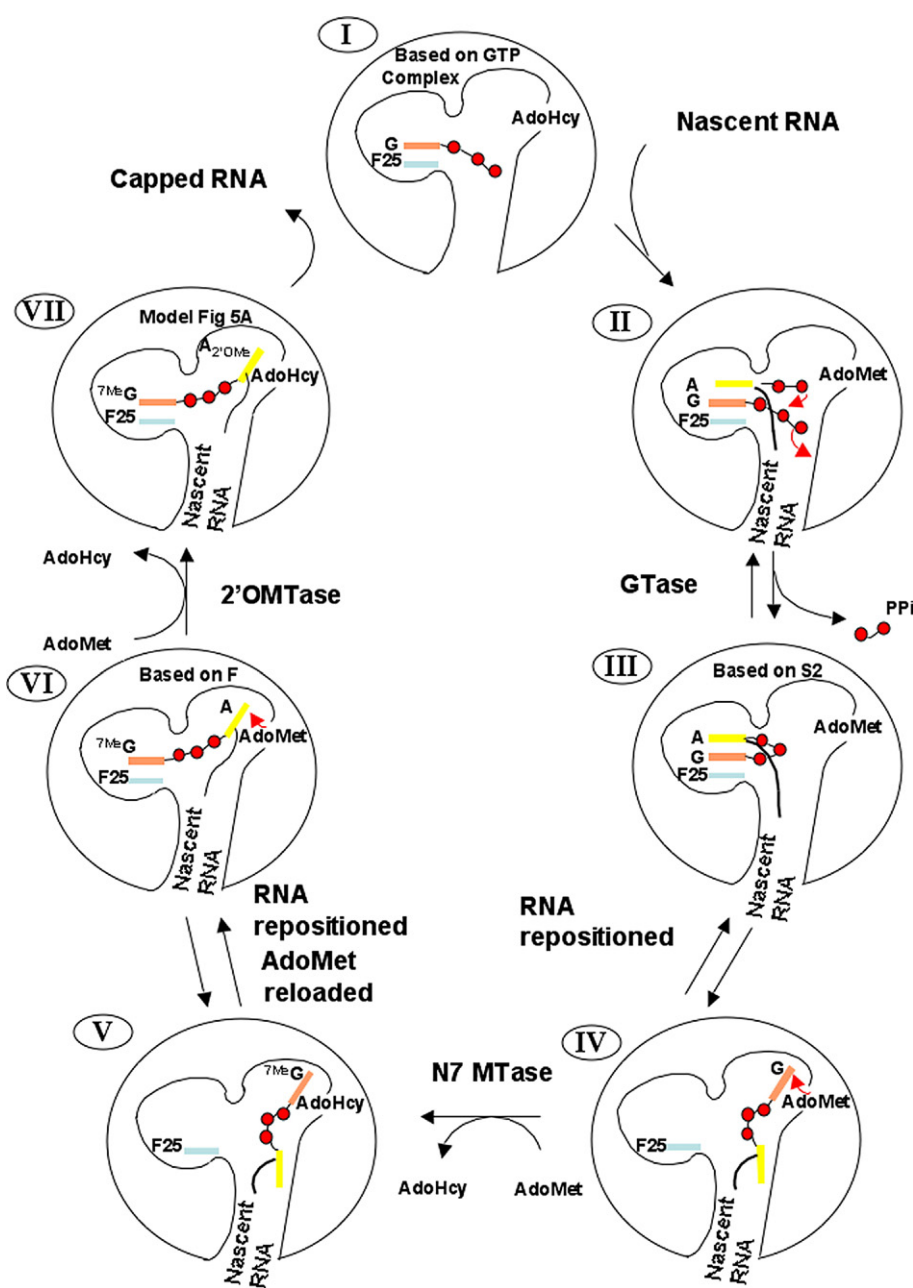 I
Based on GTP
Complex
AdoHcy
G
F25
Nascent RNA
Capped RNA
VII
Model Fig 5A
A2'OMe
AdoHcy
7MeG
F25
Nascent
RNA
II
A
G
F25
AdoMet
Nascent
RNA
AdoHcy
AdoMet
2'OMTase
GTase
PPi
VI
Based on F
A
AdoMet
7MeG
F25
Nascent
RNA
III
Based on S2
AdoMet
A
G
F25
Nascent
RNA
RNA
repositioned
AdoMet
reloaded
RNA
repositioned
V
7MeG
AdoHcy
F25
Nascent
RNA
N7 MTase
AdoHcy
AdoMet
IV
G
AdoMet
F25
Nascent
RNA